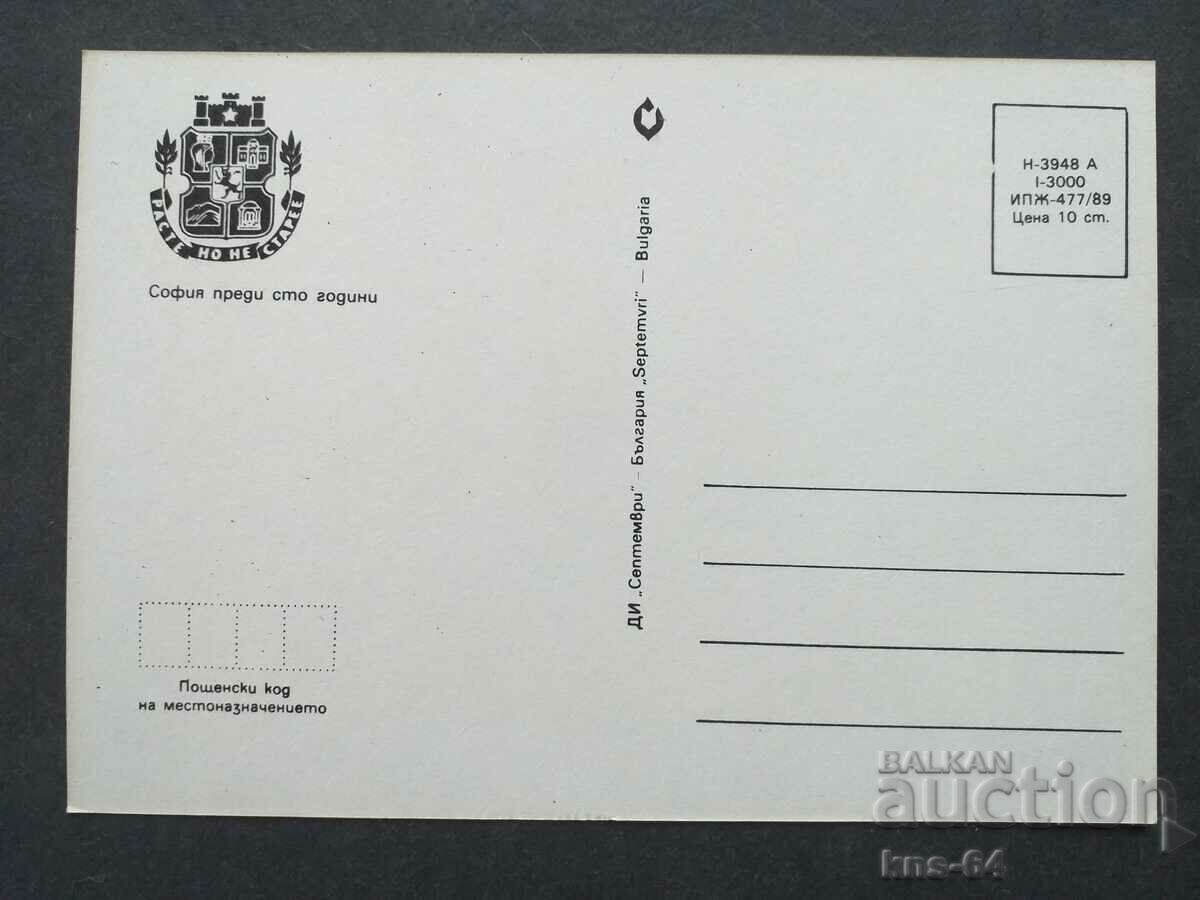 РАСТЕ НО НЕ СТАРЕЕ
София преди сто години
Пощенски код
на местоназначението
ДИ „Септември" – България „Septemvri" – Bulgaria
Н-3948 А
I-3000
ИПЖ-477/89
Цена 10 ст.
BALKAN
auction
kns-64